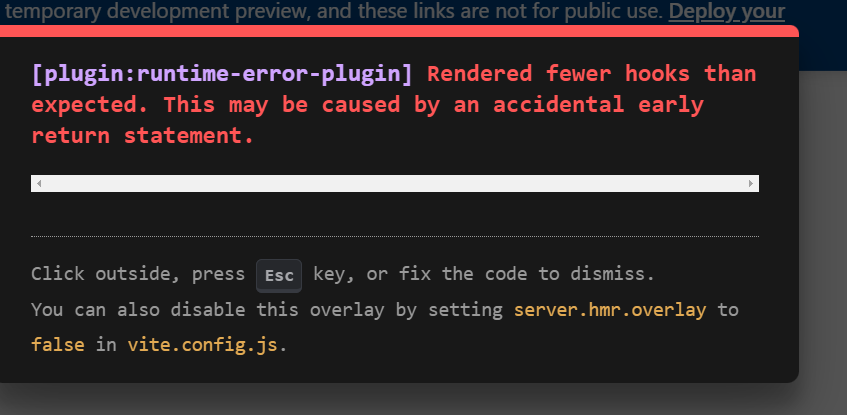 temporary development preview, and these links are not for public use. Deploy your
[plugin:runtime-error-plugin] Rendered fewer hooks than
expected. This may be caused by an accidental early
return statement.
Click outside, press Esc key, or fix the code to dismiss.
You can also disable this overlay by setting server.hmr.overlay to
false in vite.config.js.